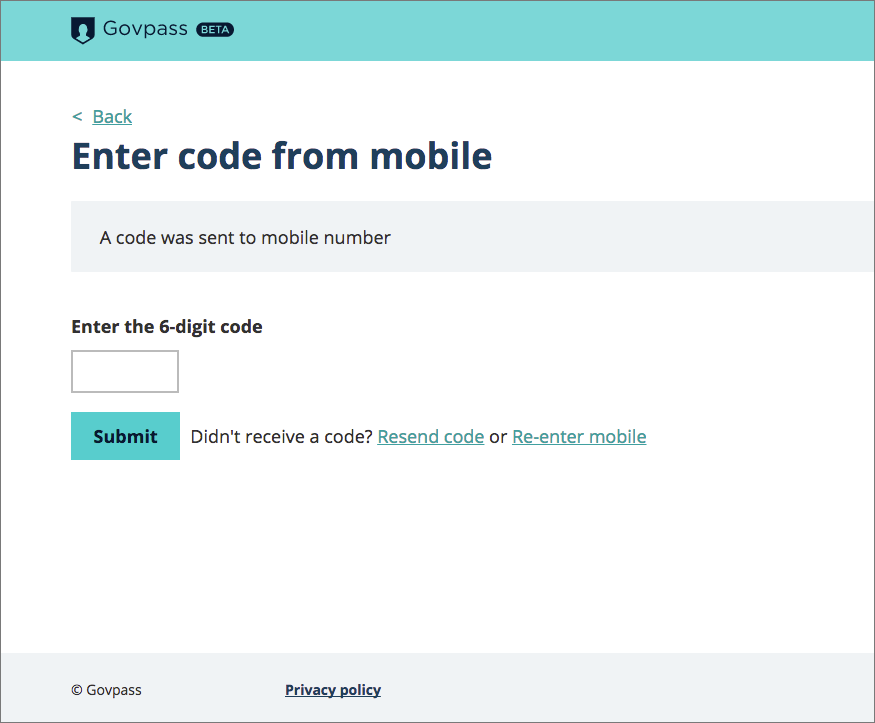 Govpass BETA
< Back
Enter code from mobile
A code was sent to mobile number
Enter the 6-digit code
Submit Didn't receive a code? Resend code or Re-enter mobile
© Govpass Privacy policy